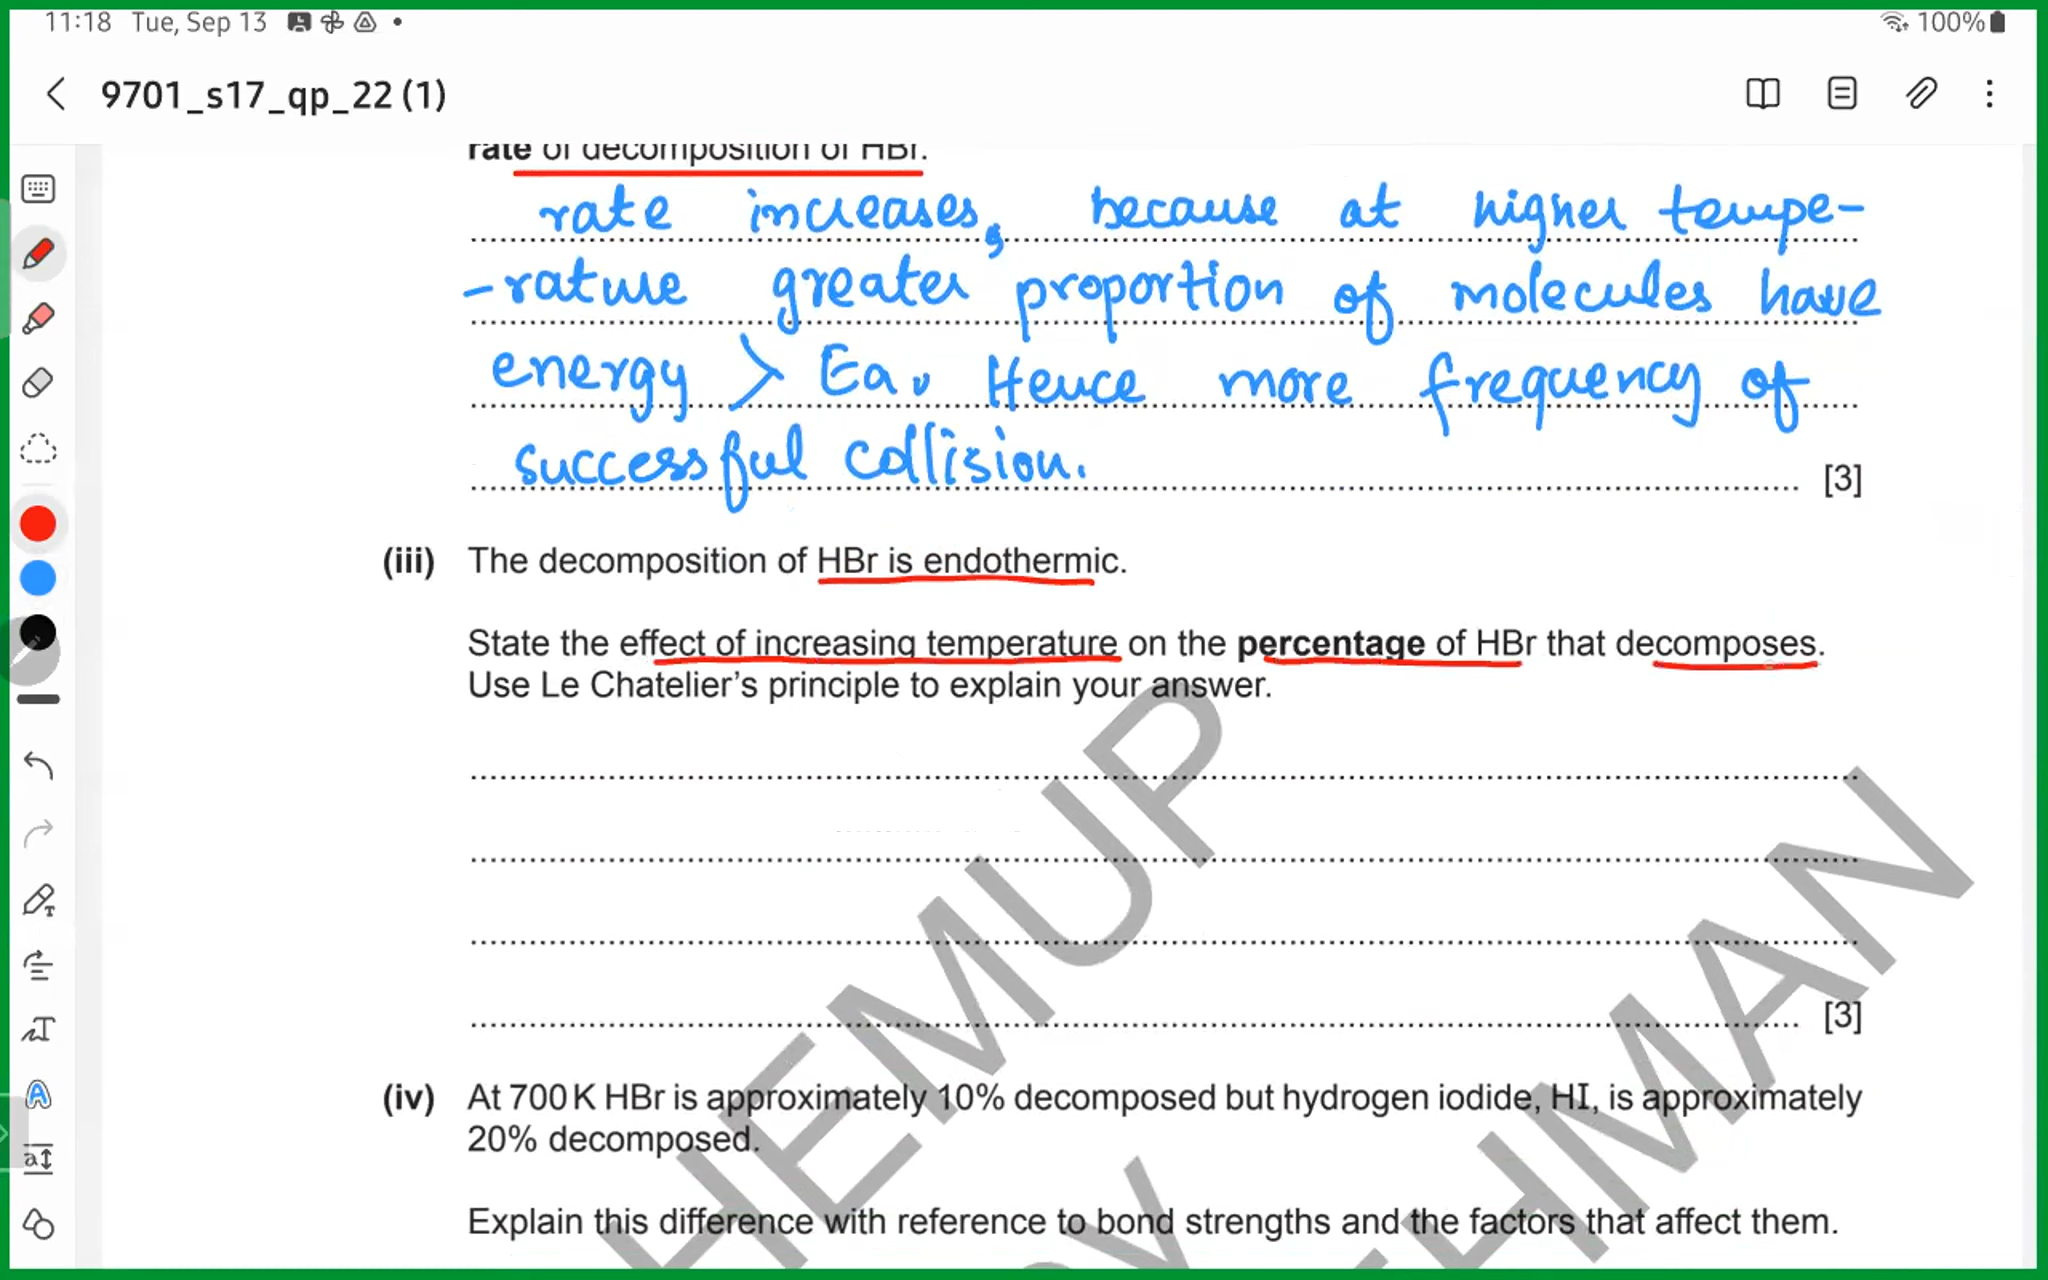 11:18 Tue, Sep 13 100%
9701_s17_qp_22 (1)
rate of decomposition of HBr.
rate increases, because at higher tempe-
-rature greater proportion of molecules have
energy > Ea, Hence more frequency of
successful collision.
[3]
(iii) The decomposition of HBr is endothermic.
State the effect of increasing temperature on the percentage of HBr that decomposes.
Use Le Chatelier's principle to explain your answer.
[3]
(iv) At 700 K HBr is approximately 10% decomposed but hydrogen iodide, HI, is approximately
20% decomposed.
Explain this difference with reference to bond strengths and the factors that affect them.
HEMUP
HMAN